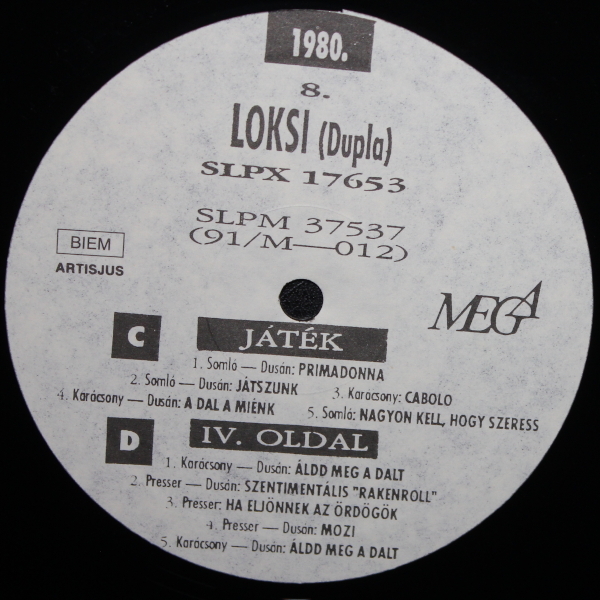 1980.
8.
LOKSI (Dupla)
SLPX 17653
SLPM 37537
(91/M—012)
BIEM
ARTISJUS
MEGA
C JÁTÉK
1. Somló — Dusán: PRIMADONNA
2. Somló — Dusán: JÁTSZUNK 3. Karácsony: CABOLO
4. Karácsony — Dusán: A DAL A MIÉNK 5. Somló: NAGYON KELL, HOGY SZERESS
D IV. OLDAL
1. Karácsony — Dusán: ÁLDD MEG A DALT
2. Presser — Dusán: SZENTIMENTÁLIS "RAKENROLL"
3. Presser: HA ELJÖNNEK AZ ÖRDÖGÖK
4. Presser — Dusán: MOZI
5. Karácsony — Dusán: ÁLDD MEG A DALT